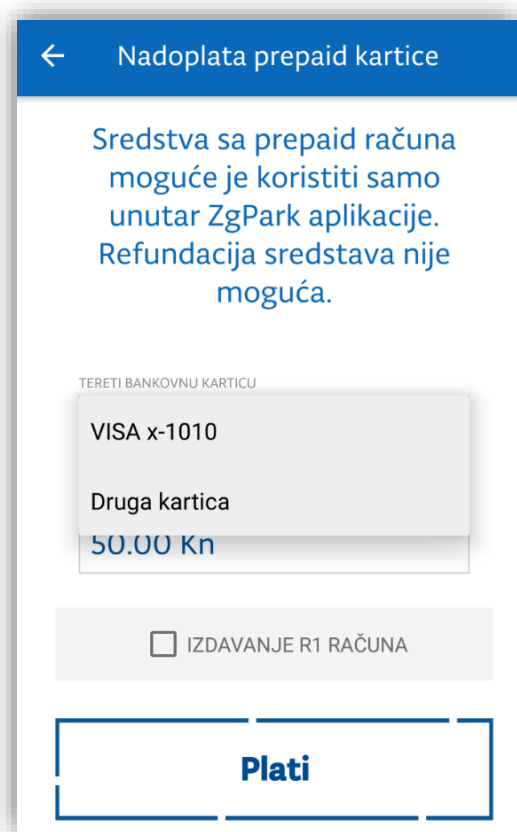 Nadoplata prepaid kartice
Sredstva sa prepaid računa
moguće je koristiti samo
unutar ZgPark aplikacije.
Refundacija sredstava nije
moguća.
TERETI BANKOVNU KARTICU
VISA x-1010
Druga kartica
50.00 Kn
IZDAVANJE R1 RAČUNA
Plati